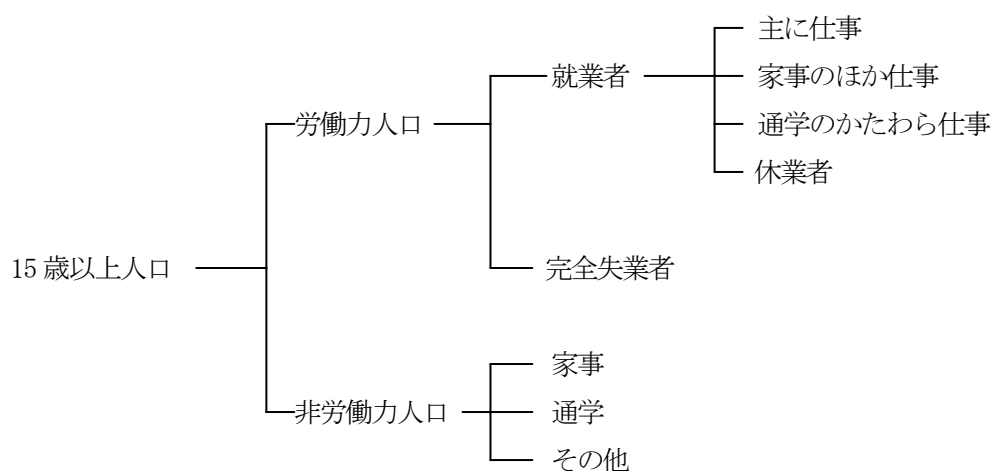 主に仕事
就業者
家事のほか仕事
労働力人口
通学のかたわら仕事
休業者
15歳以上人口
完全失業者
家事
非労働力人口
通学
その他